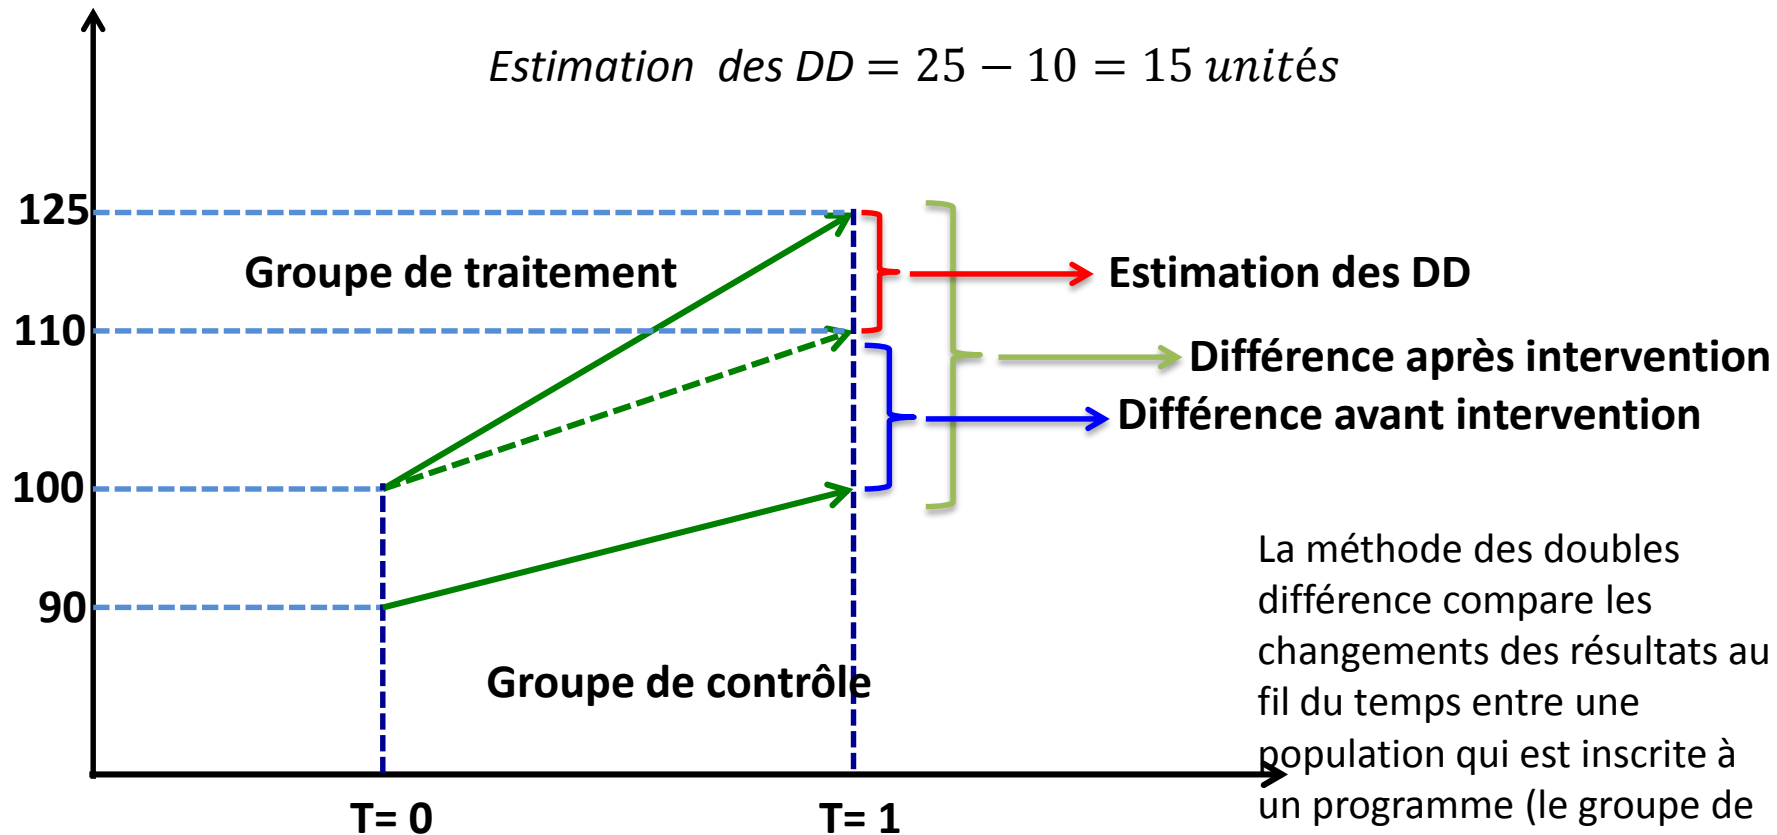 Estimation des DD = 25 − 10 = 15 unités
125
Groupe de traitement
Estimation des DD
110
Différence après intervention
Différence avant intervention
100
90
Groupe de contrôle
La méthode des doubles
différence compare les
changements des résultats au
fil du temps entre une
population qui est inscrite à
un programme (le groupe de
T= 0
T= 1